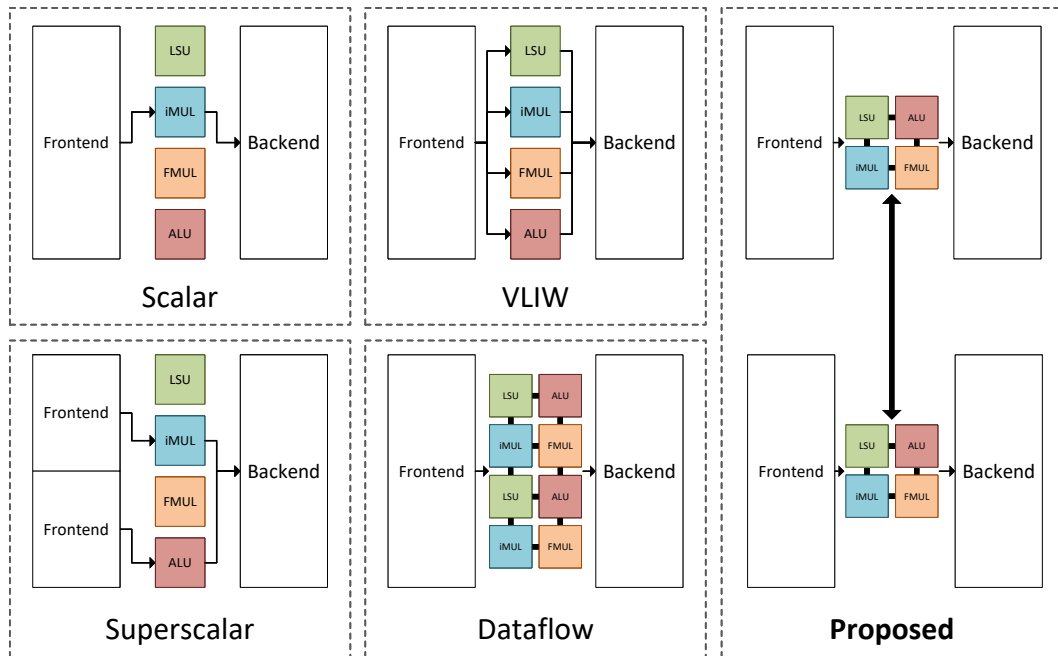 Frontend
LSU
iMUL
FMUL
ALU
Backend
Scalar
Frontend
LSU
iMUL
FMUL
ALU
Backend
VLIW
Frontend
Frontend
LSU
iMUL
FMUL
ALU
Backend
Superscalar
Frontend
LSU ALU
iMUL FMUL
LSU ALU
iMUL FMUL
Backend
Dataflow
Frontend
LSU ALU
iMUL FMUL
Backend
Frontend
LSU ALU
iMUL FMUL
Backend
Proposed